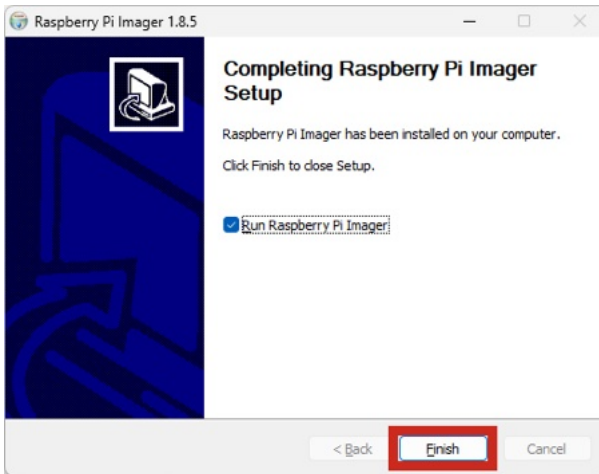 Raspberry Pi Imager 1.8.5
Completing Raspberry Pi Imager
Setup
Raspberry Pi Imager has been installed on your computer.
Click Finish to close Setup.
Run Raspberry Pi Imager
< Back
Finish
Cancel